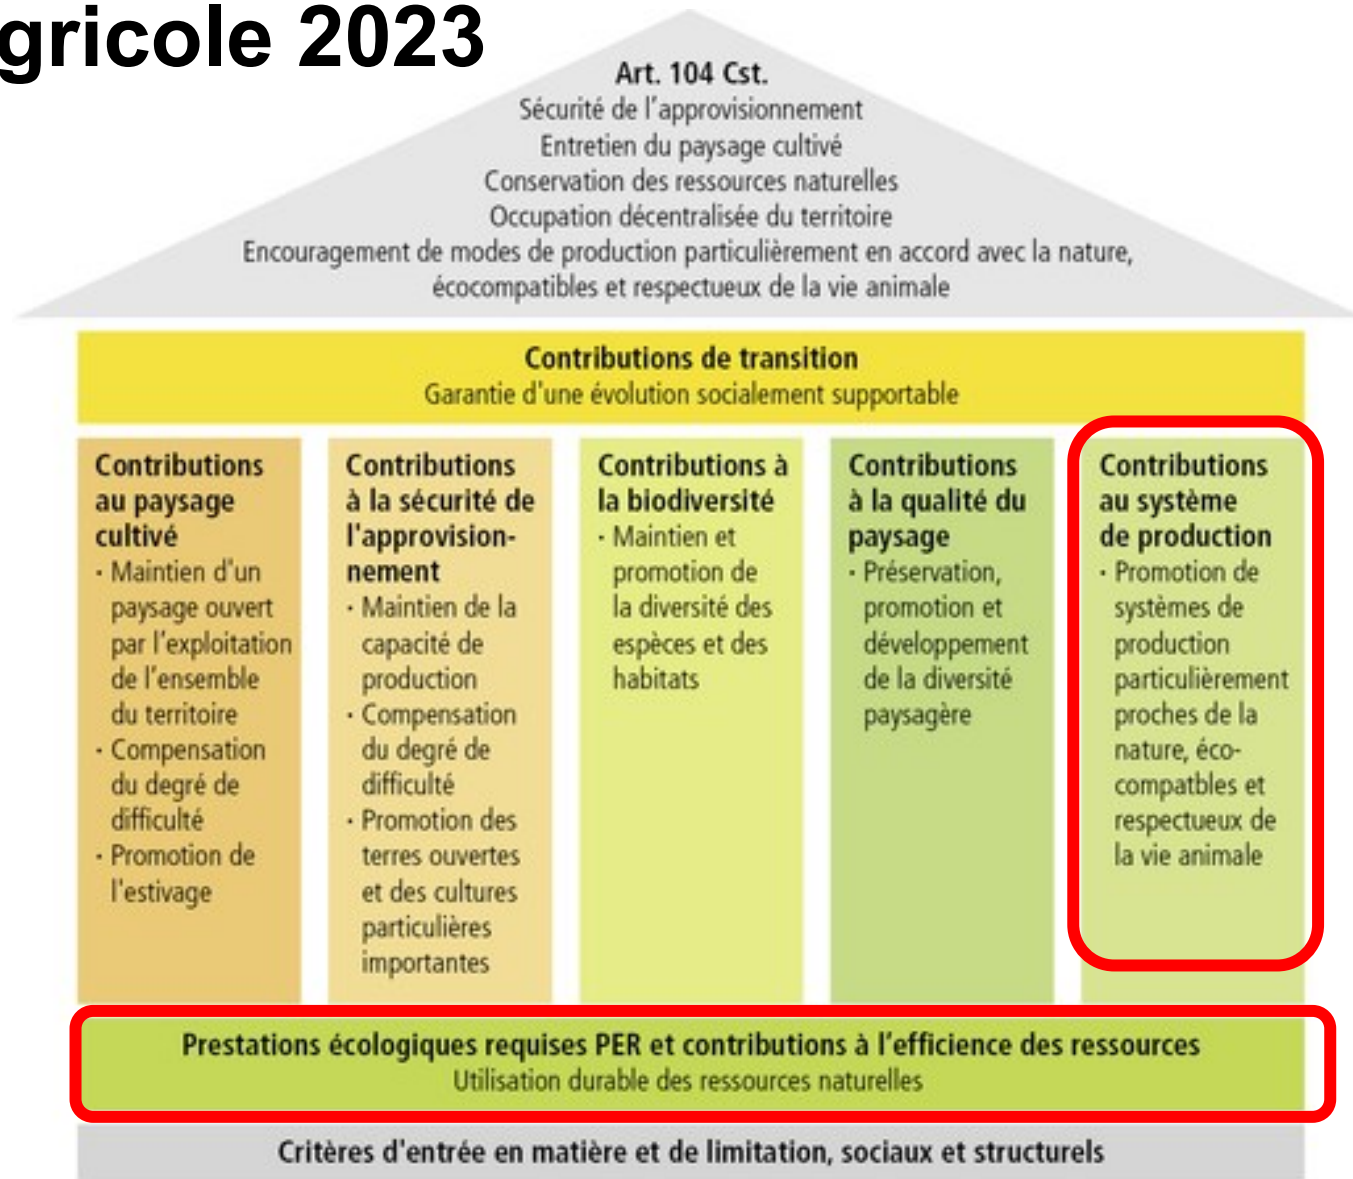 gricole 2023
Art. 104 Cst.
Sécurité de l'approvisionnement
Entretien du paysage cultivé
Conservation des ressources naturelles
Occupation décentralisée du territoire
Encouragement de modes de production particulièrement en accord avec la nature,
écocompatibles et respectueux de la vie animale
Contributions de transition
Garantie d'une évolution socialement supportable
Contributions
au paysage
cultivé
· Maintien d'un
paysage ouvert
par l'exploitation
de l'ensemble
du territoire
· Compensation
du degré de
difficulté
· Promotion de
l'estivage
Contributions
à la sécurité de
l'approvision-
nement
· Maintien de la
capacité de
production
· Compensation
du degré de
difficulté
· Promotion des
terres ouvertes
et des cultures
particulières
importantes
Contributions à
la biodiversité
· Maintien et
promotion de
la diversité des
espèces et des
habitats
Contributions
à la qualité du
paysage
· Préservation,
promotion et
développement
de la diversité
paysagère
Contributions
au système
de production
· Promotion de
systèmes de
production
particulièrement
proches de la
nature, éco-
compatbles et
respectueux de
la vie animale
Prestations écologiques requises PER et contributions à l'efficience des ressources
Utilisation durable des ressources naturelles
Critères d'entrée en matière et de limitation, sociaux et structurels